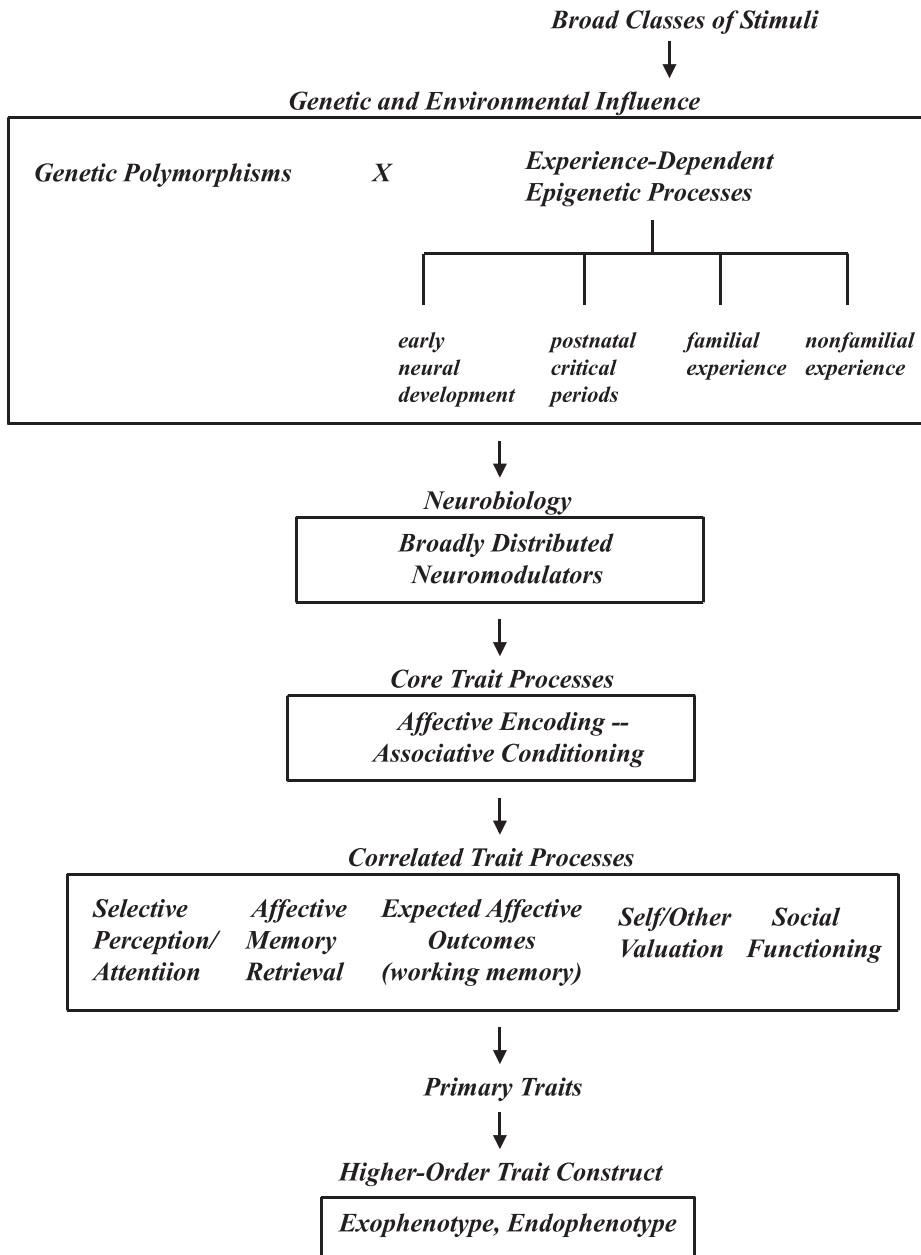 Broad Classes of Stimuli
Genetic and Environmental Influence
Genetic Polymorphisms X Experience-Dependent
Epigenetic Processes
early postnatal familial nonfamilial
neural critical experience experience
development periods
Neurobiology
Broadly Distributed
Neuromodulators
Core Trait Processes
Affective Encoding --
Associative Conditioning
Correlated Trait Processes
Selective Affective Expected Affective Self/Other Social
Perception/ Memory Outcomes Valuation Functioning
Attentiion Retrieval (working memory)
Primary Traits
Higher-Order Trait Construct
Exophenotype, Endophenotype